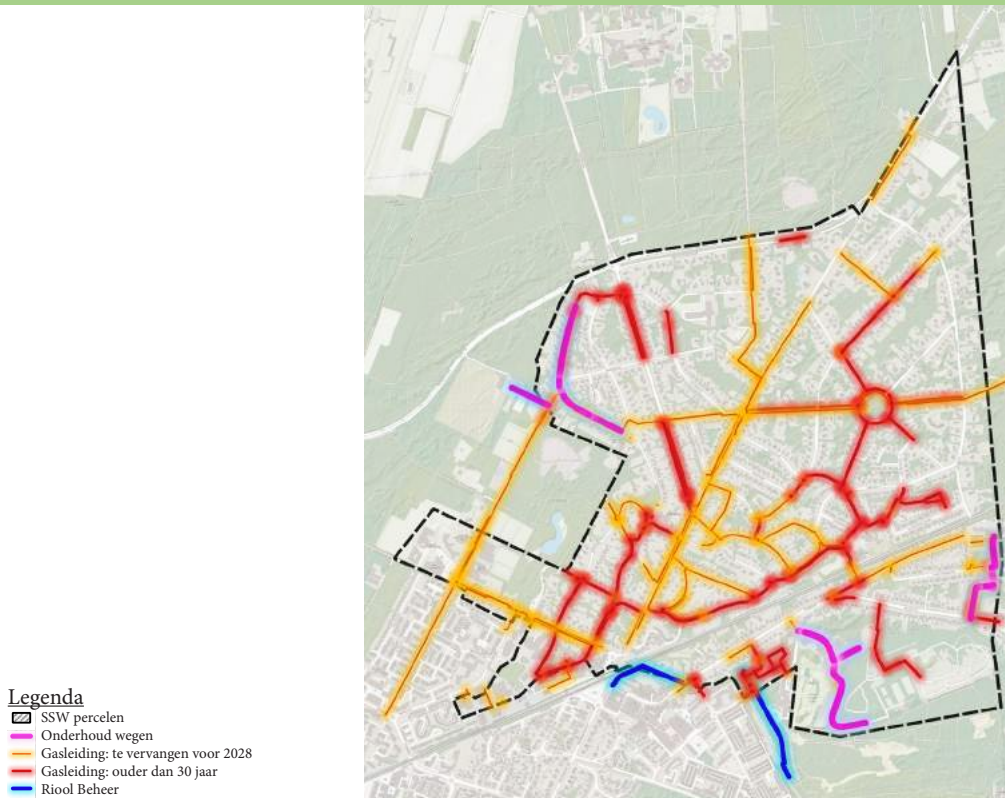 Legenda
SSW percelen
Onderhoud wegen
Gasleiding: te vervangen voor 2028
Gasleiding: ouder dan 30 jaar
Riool Beheer